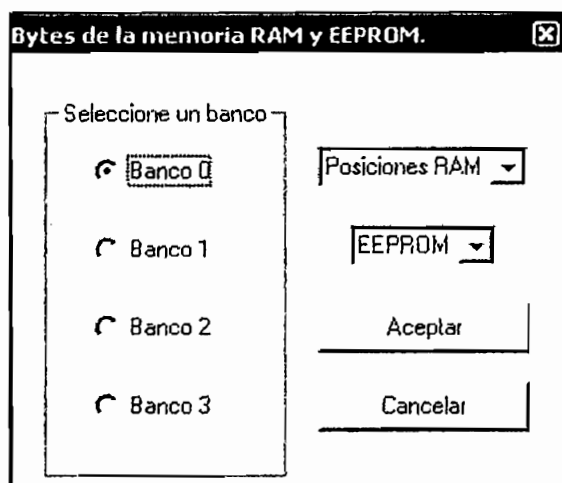 Bytes de la memoria RAM y EEPROM.
Seleccione un banco
Banco 0
Posiciones RAM
Banco 1
EEPROM
Banco 2
Aceptar
Banco 3
Cancelar